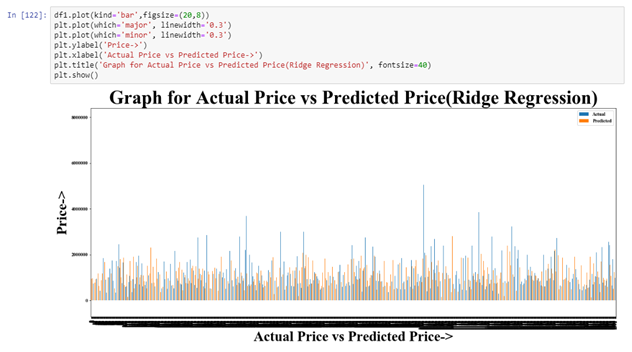 In [122]:
df1.plot(kind='bar',figsize=(20,8))
df1.plot(which='major', linewidth='0.3')
plt.plot(which='minor', linewidth='0.3')
plt.ylabel('Price->')
plt.xlabel('Actual Price vs Predicted Price->')
plt.title('Graph for Actual Price vs Predicted Price(Ridge Regression)', fontsize=40)
plt.show()
Graph for Actual Price vs Predicted Price(Ridge Regression)
Actual
Predicted
8000000
6000000
4000000
2000000
0
Price->
Actual Price vs Predicted Price->